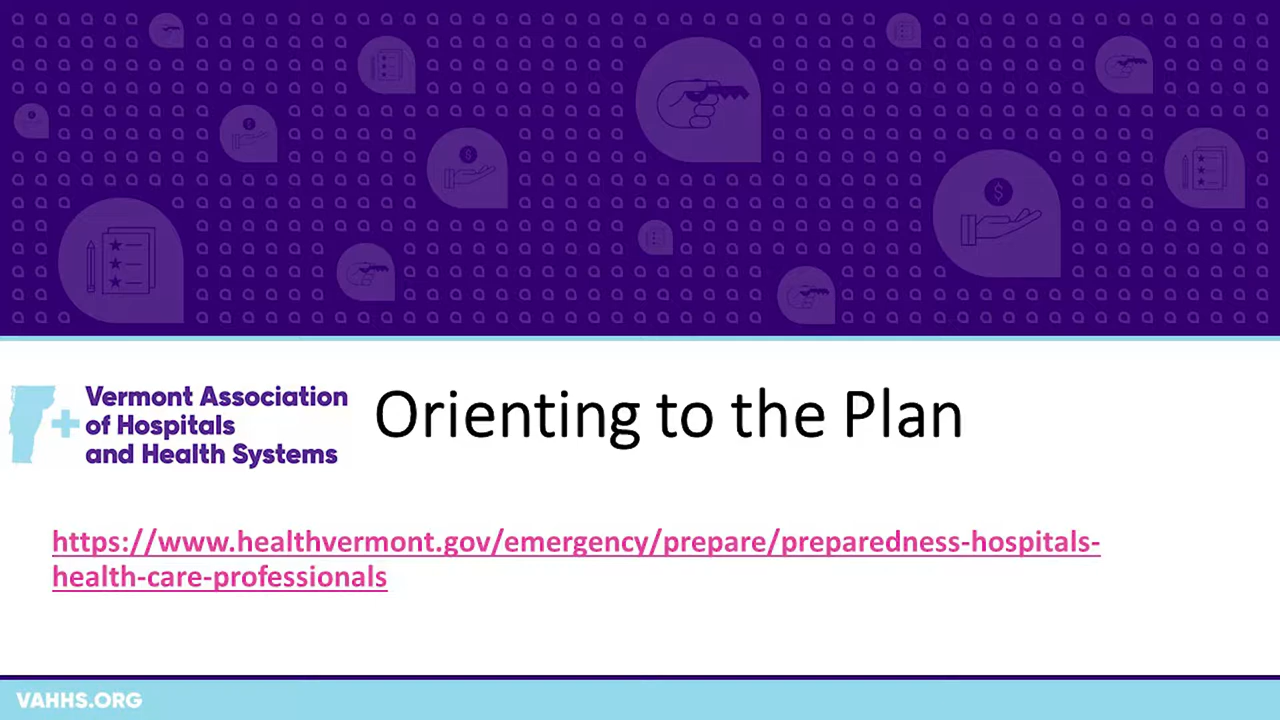 Vermont Association
of Hospitals
and Health Systems
Orienting to the Plan
https://www.healthvermont.gov/emergency/prepare/preparedness-hospitals-
health-care-professionals
VAHHS.ORG